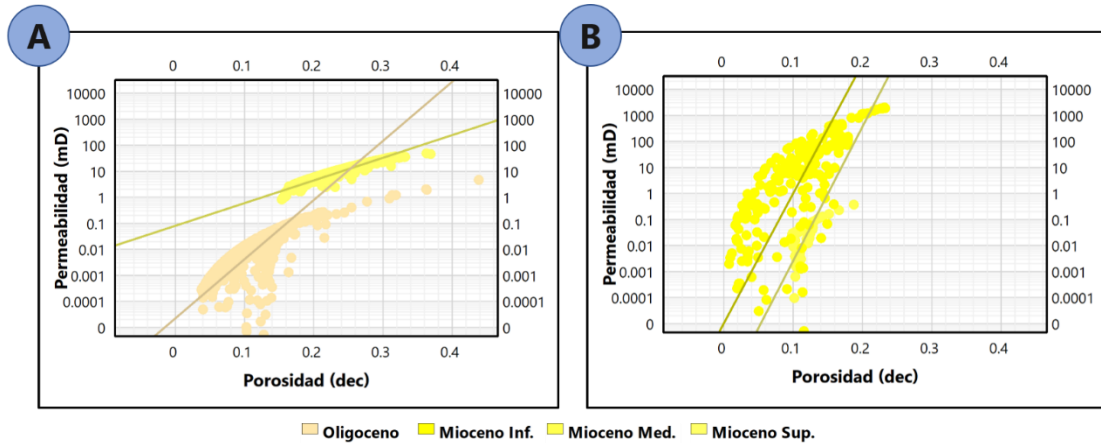 A
0 0.1 0.2 0.3 0.4
10000 10000
1000 1000
100 100
10 10
1 1
0.1 0.1
0.01 0.01
0.001 0.001
0.0001 0.0001
0 0
0 0.1 0.2 0.3 0.4
Permeabilidad (mD)
Porosidad (dec)
B
0 0.1 0.2 0.3 0.4
10000 10000
1000 1000
100 100
10 10
1 1
0.1 0.1
0.01 0.01
0.001 0.001
0.0001 0.0001
0 0
0 0.1 0.2 0.3 0.4
Permeabilidad (mD)
Porosidad (dec)
Oligoceno Mioceno Inf. Mioceno Med. Mioceno Sup.